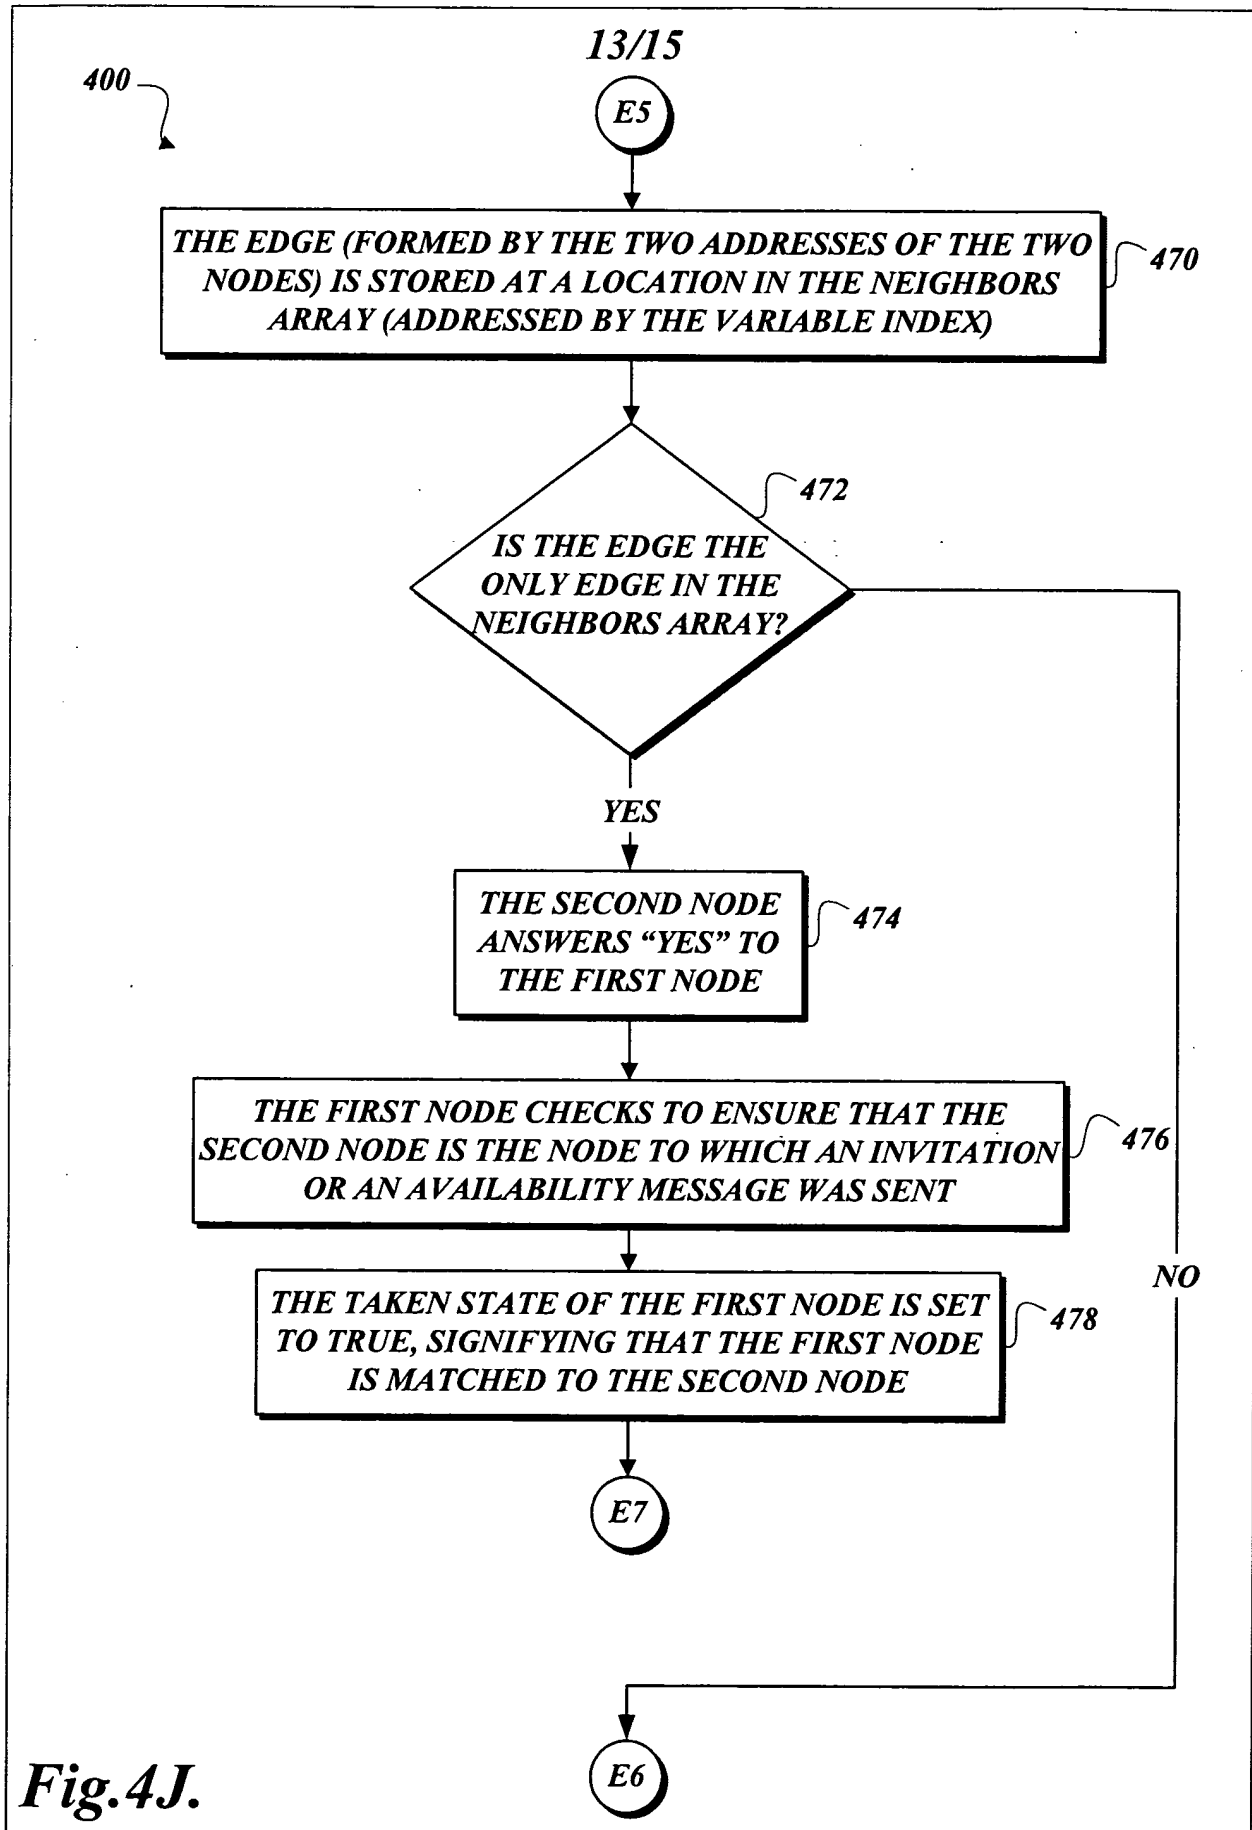 13/15
400
E5
THE EDGE (FORMED BY THE TWO ADDRESSES OF THE TWO
NODES) IS STORED AT A LOCATION IN THE NEIGHBORS
ARRAY (ADDRESSED BY THE VARIABLE INDEX)
470
472
IS THE EDGE THE
ONLY EDGE IN THE
NEIGHBORS ARRAY?
YES
THE SECOND NODE
ANSWERS “YES” TO
THE FIRST NODE
474
THE FIRST NODE CHECKS TO ENSURE THAT THE
SECOND NODE IS THE NODE TO WHICH AN INVITATION
OR AN AVAILABILITY MESSAGE WAS SENT
476
NO
THE TAKEN STATE OF THE FIRST NODE IS SET
TO TRUE, SIGNIFYING THAT THE FIRST NODE
IS MATCHED TO THE SECOND NODE
478
E7
E6
Fig.4J.